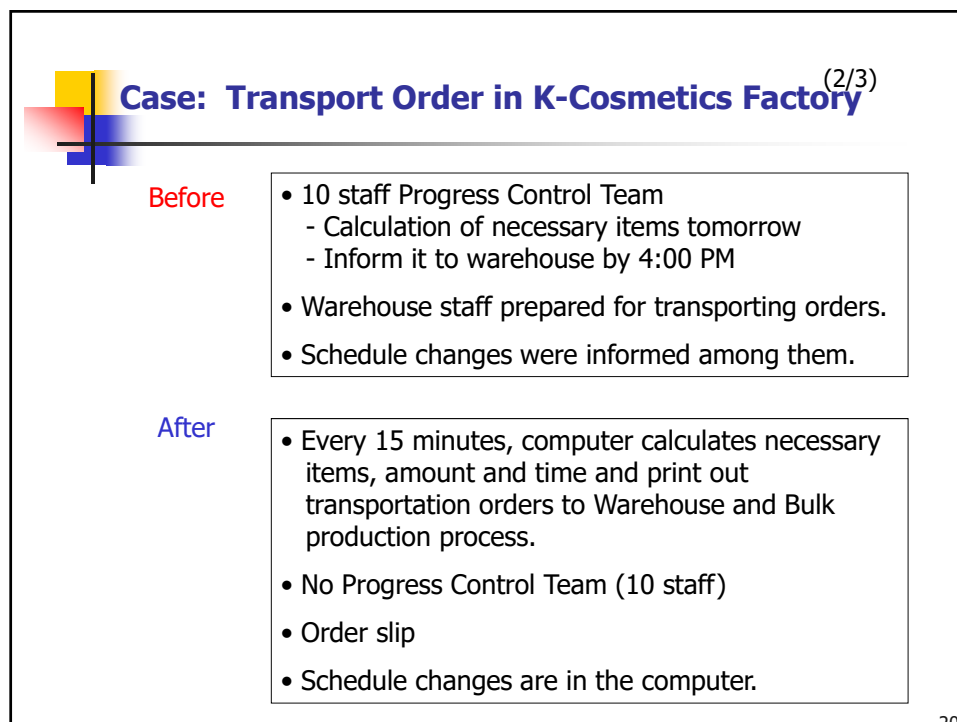 (2/3)
Case: Transport Order in K-Cosmetics Factory
Before
• 10 staff Progress Control Team
- Calculation of necessary items tomorrow
- Inform it to warehouse by 4:00 PM
• Warehouse staff prepared for transporting orders.
• Schedule changes were informed among them.
After
• Every 15 minutes, computer calculates necessary
items, amount and time and print out
transportation orders to Warehouse and Bulk
production process.
• No Progress Control Team (10 staff)
• Order slip
• Schedule changes are in the computer.